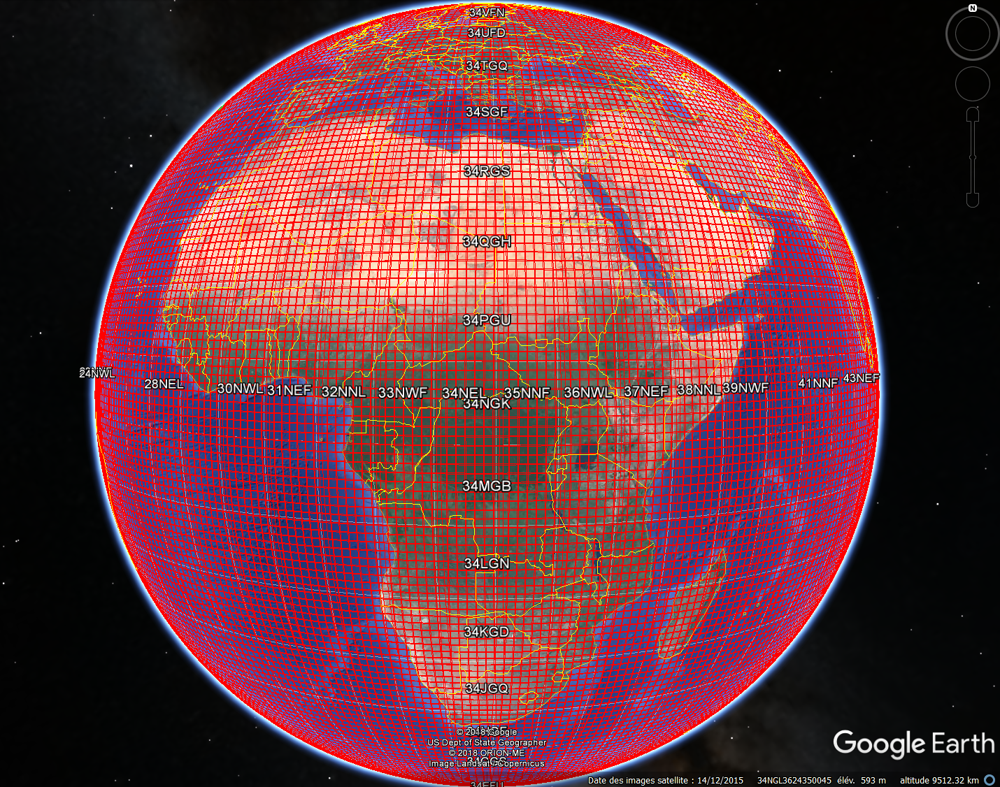 N
34VFN
34UFD
34TGQ
34SGF
34RGS
34QGH
34PGU
24NWL
28NEL
30NWL
31NEF
32NNL
33NWF
34NEL
35NNF
36NWL
37NEF
38NNL
39NWF
41NNF
43NEF
34NGK
34MGB
34LGN
34KGD
34JGQ
© 2018 Google
US Dept of State Geographer
© 2018 ORION-ME
Image Landsat / Copernicus
Google Earth
Date des images satellite : 14/12/2015 34NGL3624350045 élév. 593 m altitude 9512.32 km